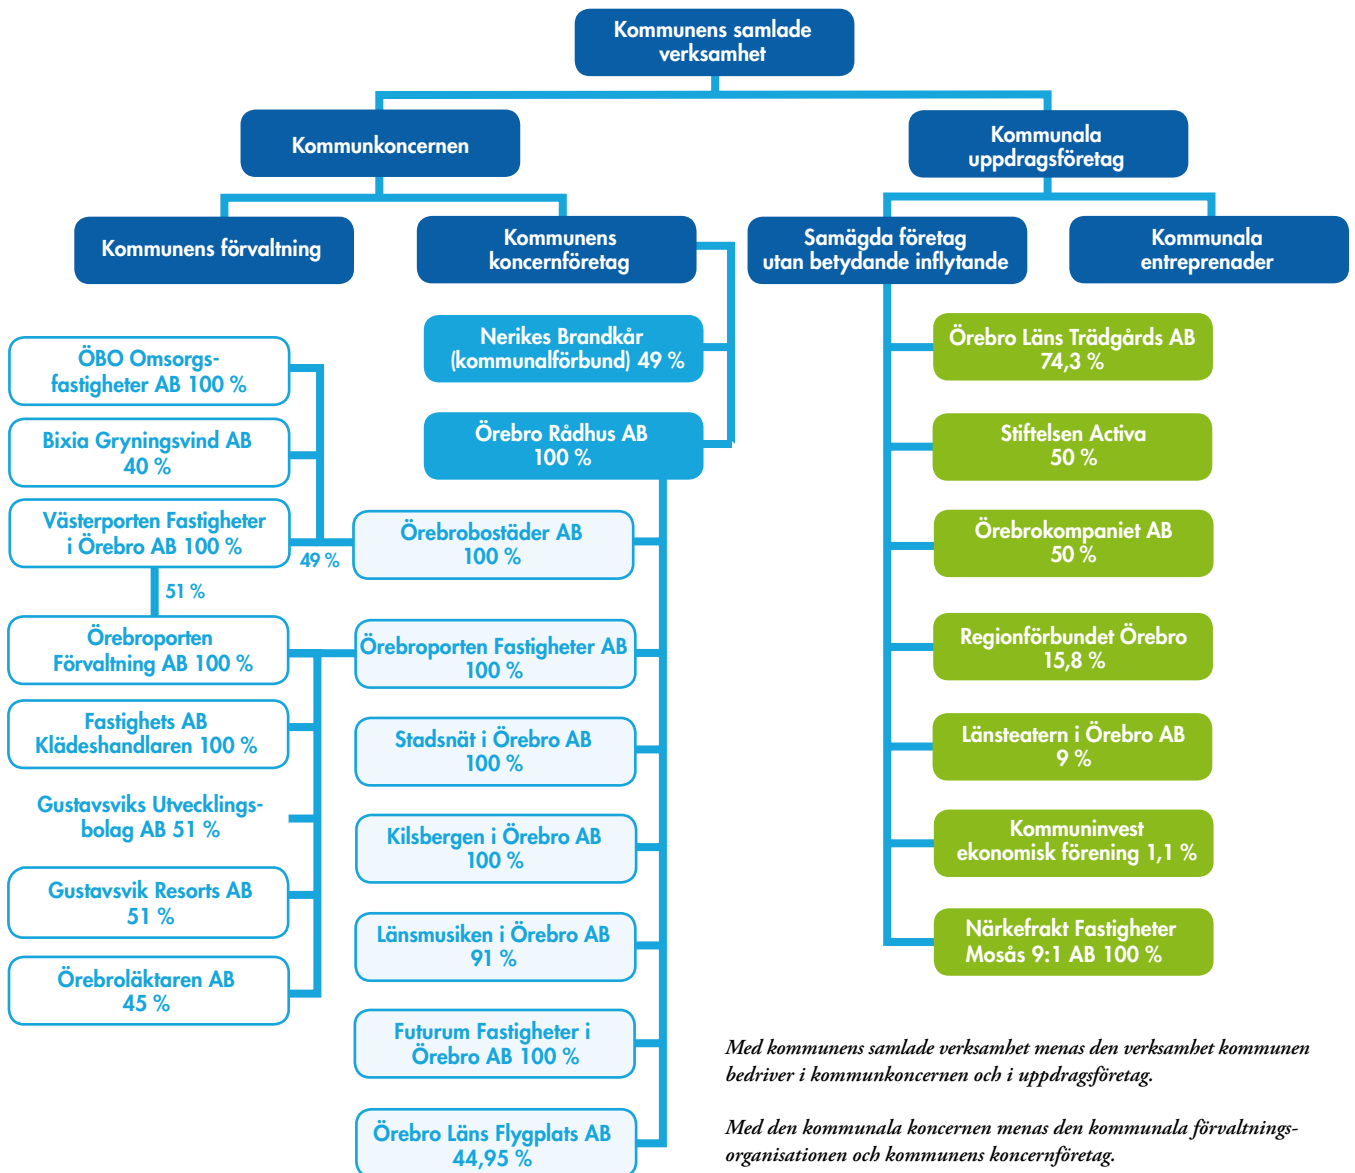 Kommunens samlade
verksamhet
Kommunkoncernen
Kommunala
uppdragsföretag
Kommunens förvaltning
Kommunens
koncernföretag
Samägda företag
utan betydande inflytande
Kommunala
entreprenader
Nerikes Brandkår
(kommunalförbund) 49 %
Örebro Rådhus AB
100 %
ÖBO Omsorgs-
fastigheter AB 100 %
Bixia Gryningsvind AB
40 %
Västerporten Fastigheter
i Örebro AB 100 %
49 %
51 %
Örebroporten
Förvaltning AB 100 %
Fastighets AB
Klädeshandlaren 100 %
Gustavsviks Utvecklings-
bolag AB 51 %
Gustavsvik Resorts AB
51 %
Örebroläktaren AB
45 %
Örebrobostäder AB
100 %
Örebroporten Fastigheter AB
100 %
Stadsnät i Örebro AB
100 %
Kilsbergen i Örebro AB
100 %
Länsmusiken i Örebro AB
91 %
Futurum Fastigheter i
Örebro AB 100 %
Örebro Läns Flygplats AB
44,95 %
Örebro Läns Trädgårds AB
74,3 %
Stiftelsen Activa
50 %
Örebrokompaniet AB
50 %
Regionförbundet Örebro
15,8 %
Länsteatern i Örebro AB
9 %
Kommuninvest
ekonomisk förening 1,1 %
Närkefrakt Fastigheter
Mosås 9:1 AB 100 %
Med kommunens samlade verksamhet menas den verksamhet kommunen
bedriver i kommunkoncernen och i uppdragsföretag.
Med den kommunala koncernen menas den kommunala förvaltnings-
organisationen och kommunens koncernföretag.